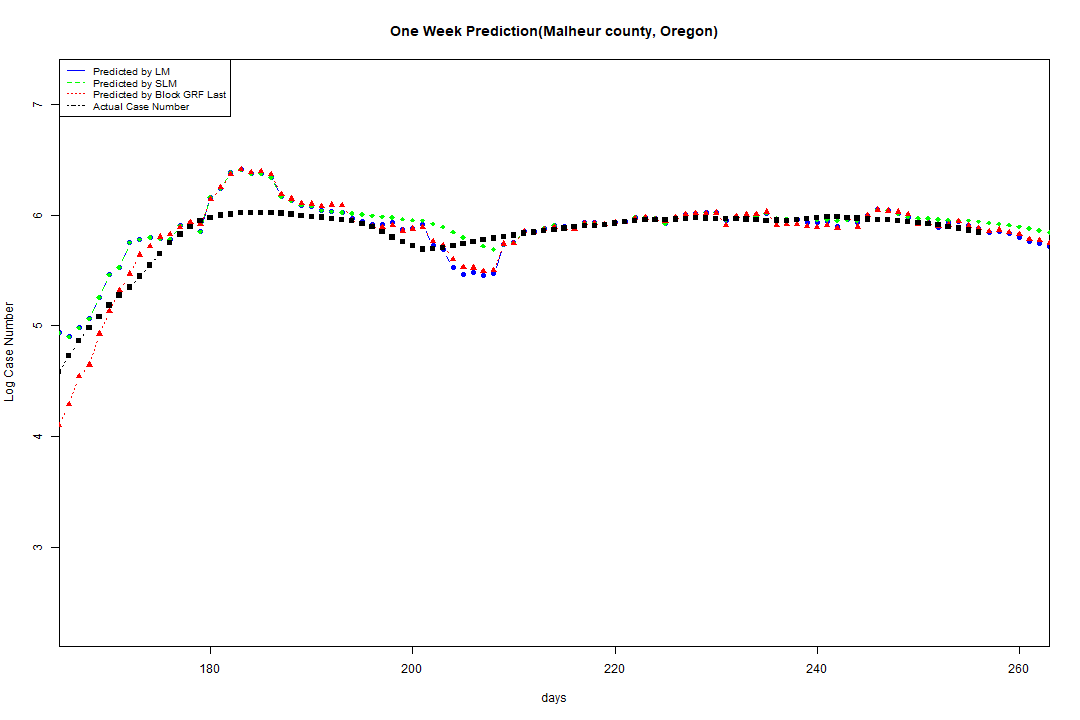 One Week Prediction(Malheur county, Oregon)
Predicted by LM
Predicted by SLM
Predicted by Block GRF Last
Actual Case Number
7
6
5
4
3
Log Case Number
180 200 220 240 260
days